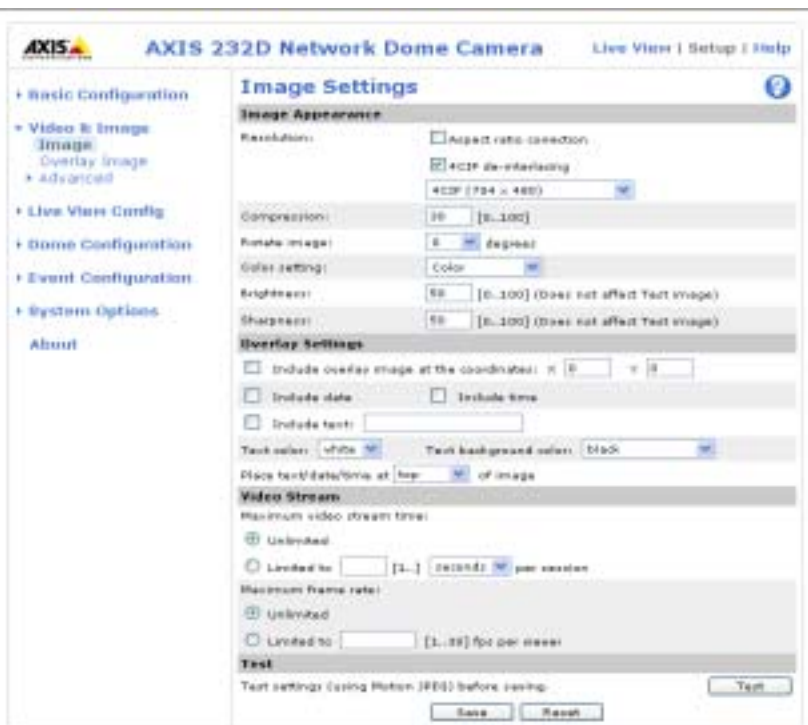 AXIS
AXIS 232D Network Dome Camera
Live View | Setup | Help
Basic Configuration
Video & Image
Image
Overlay Image
Advanced
Live View Config
Dome Configuration
Event Configuration
System Options
About
Image Settings
Image Appearance
Resolution:
Aspect ratio correction
4CIF de-interlacing
4CIF (704 x 480)
Compression: 30 [0..100]
Rotate image: 0 degrees
Color setting: Color
Brightness: 50 [0..100] (Does not affect Test image)
Sharpness: 50 [0..100] (Does not affect Test image)
Overlay Settings
Include overlay image at the coordinates: X 0 Y 0
Include date Include time
Include text:
Text color: white Text background color: black
Place text/date/time at top of image
Video Stream
Maximum video stream time:
Unlimited
Limited to [1..] seconds per session
Maximum frame rate:
Unlimited
Limited to [1..30] fps per viewer
Test
Test settings (using Motion JPEG) before saving. Test
Save Reset